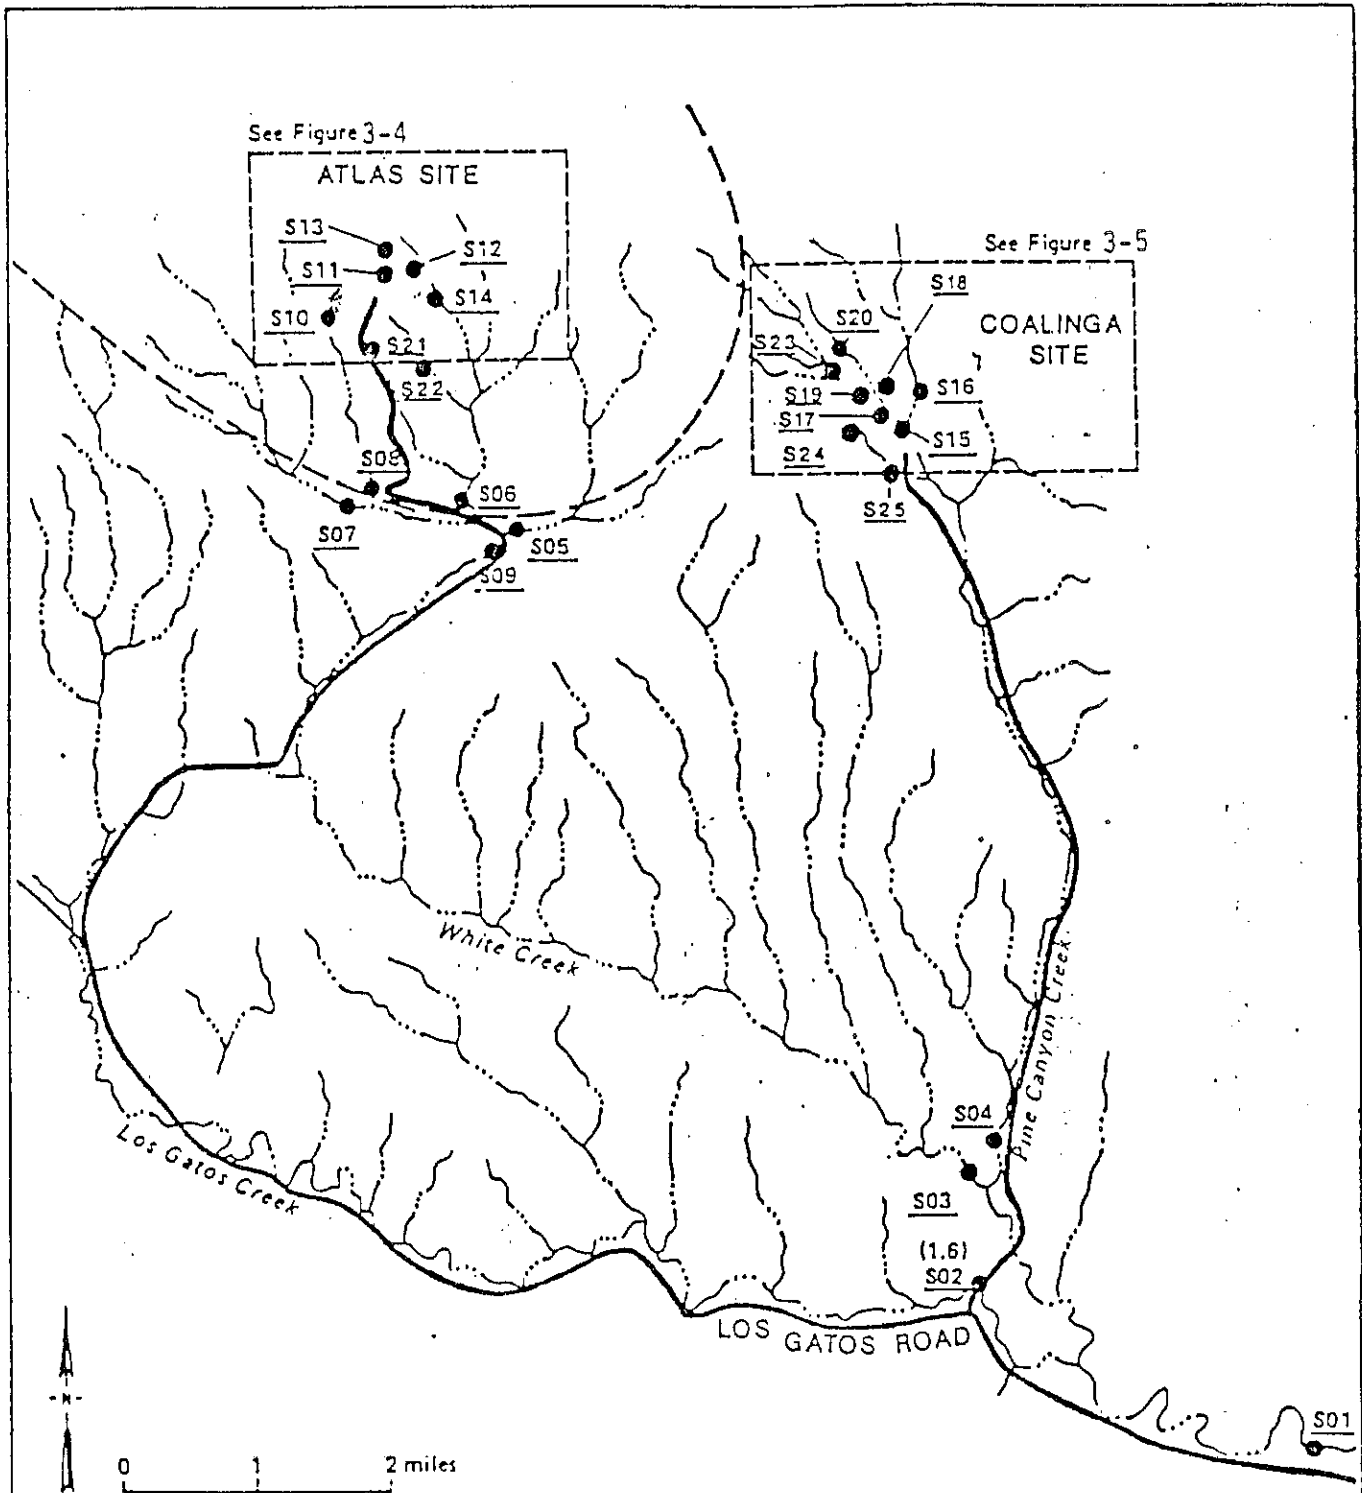 See Figure 3-4
ATLAS SITE
S13
S12
S11
S14
S10
S21
S22
See Figure 3-5
S18
COALINGA
SITE
S20
S23
S19
S16
S17
S15
S24
S25
S08
S07
S06
S05
S09
White Creek
Pine Canyon Creek
Los Gatos Creek
S04
S03
(1.6)
S02
LOS GATOS ROAD
S01
N
0 1 2 miles